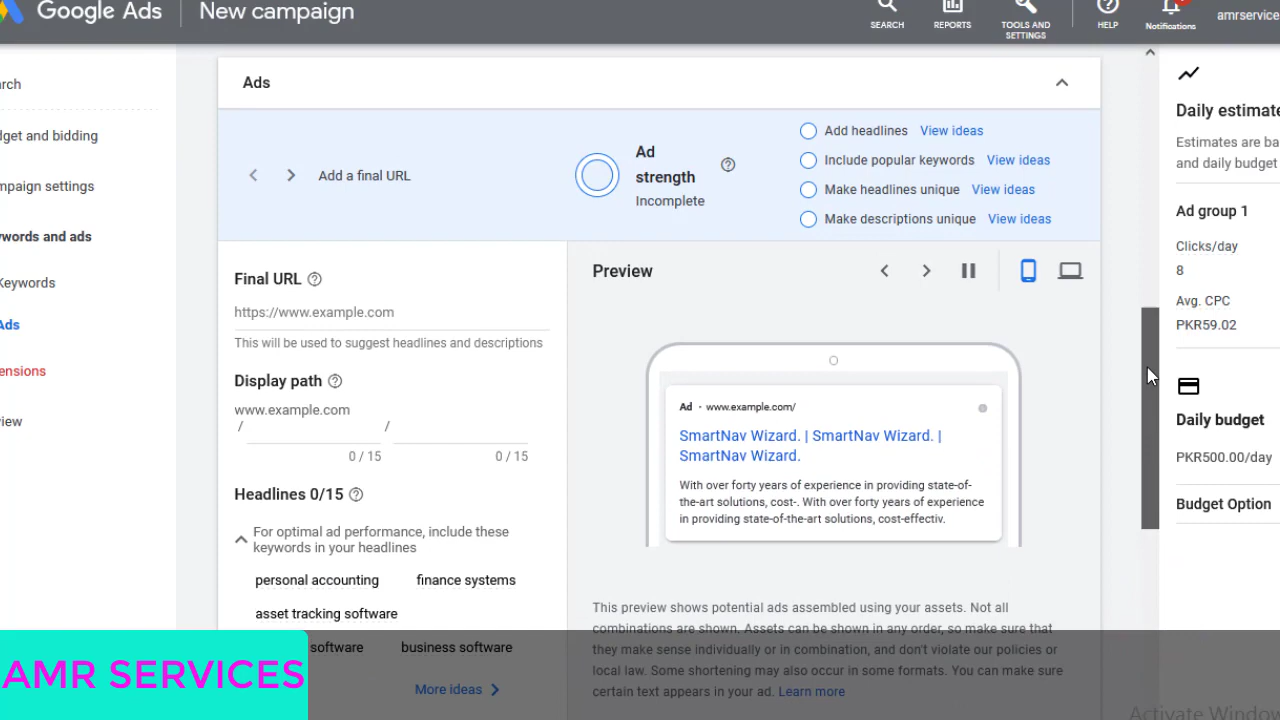 Google Ads
New campaign
SEARCH
REPORTS
TOOLS AND
SETTINGS
HELP
Notifications
amrservice
rch
dget and bidding
mpaign settings
ywords and ads
Keywords
Ads
ensions
view
Ads
Add a final URL
Ad
strength
Incomplete
Add headlines View ideas
Include popular keywords View ideas
Make headlines unique View ideas
Make descriptions unique View ideas
Final URL
https://www.example.com
This will be used to suggest headlines and descriptions
Display path
www.example.com
/ /
0 / 15 0 / 15
Headlines 0/15
For optimal ad performance, include these
keywords in your headlines
personal accounting finance systems
asset tracking software
software business software
More ideas
Preview
Ad · www.example.com/
SmartNav Wizard. | SmartNav Wizard. |
SmartNav Wizard.
With over forty years of experience in providing state-of-
the-art solutions, cost-. With over forty years of experience
in providing state-of-the-art solutions, cost-effectiv.
This preview shows potential ads assembled using your assets. Not all
combinations are shown. Assets can be shown in any order, so make sure that
they make sense individually or in combination, and don't violate our policies or
local law. Some shortening may also occur in some formats. You can make sure
certain text appears in your ad. Learn more
Daily estimate
Estimates are ba
and daily budget
Ad group 1
Clicks/day
8
Avg. CPC
PKR59.02
Daily budget
PKR500.00/day
Budget Option
AMR SERVICES
Activate Window